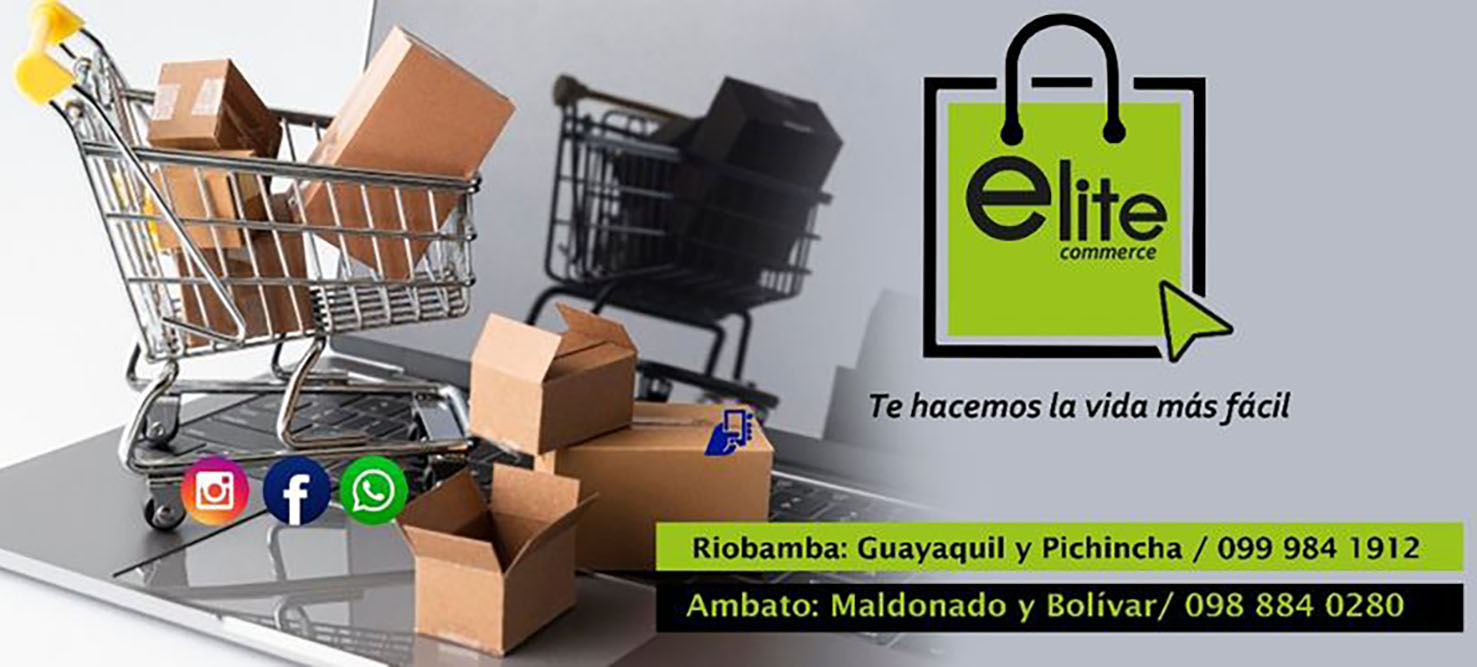 elite
commerce
Te hacemos la vida más fácil
Riobamba: Guayaquil y Pichincha / 099 984 1912
Ambato: Maldonado y Bolívar/ 098 884 0280